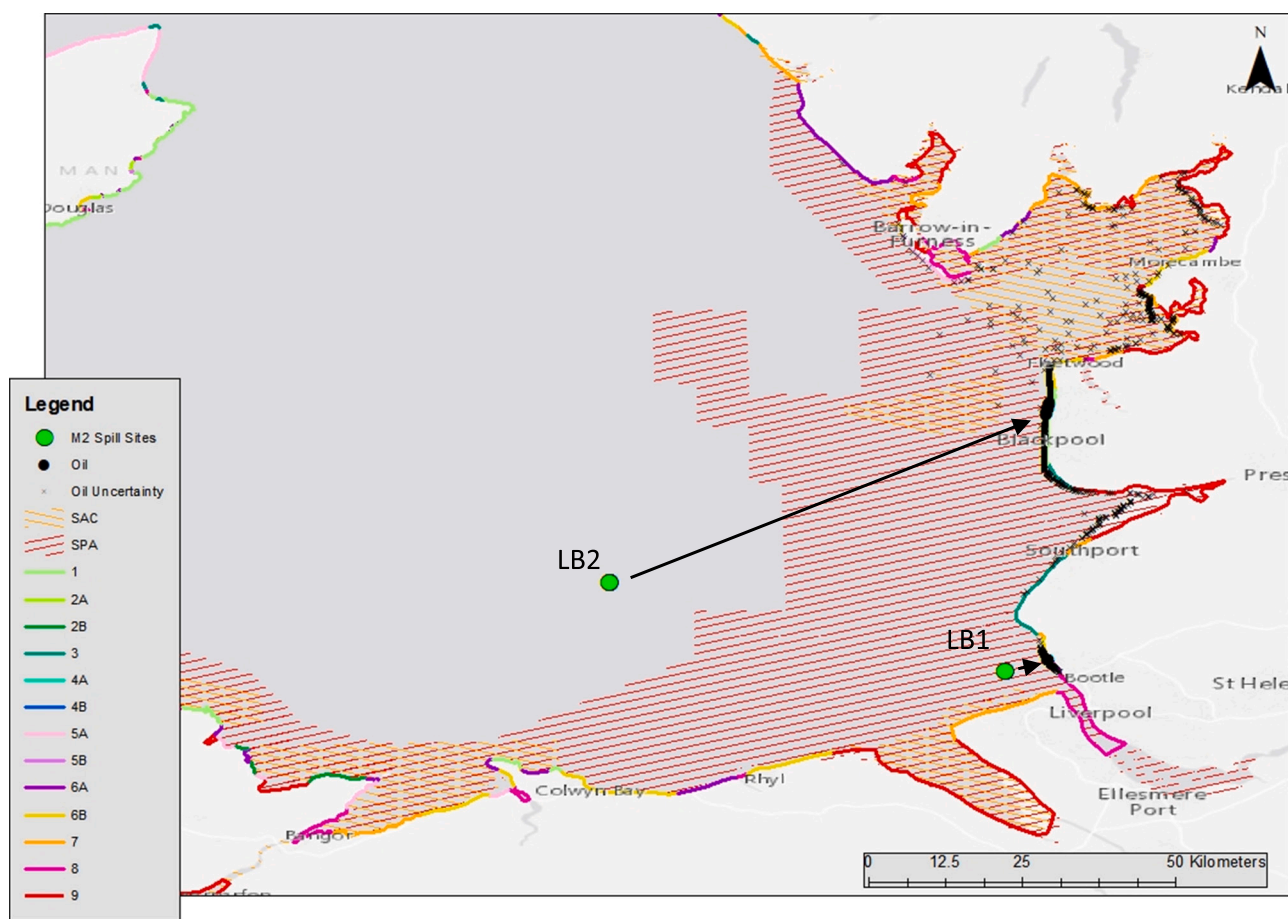 N
Kendal
MAN
Douglas
Barrow-in-
Furness
Morecambe
Fleetwood
Blackpool
Pres
Southport
LB2
LB1
Bootle
St Hele
Liverpool
Rhyl
Colwyn Bay
Ellesmere
Port
Bangor
0 12.5 25 50 Kilometers
Legend
M2 Spill Sites
Oil
Oil Uncertainty
SAC
SPA
1
2A
2B
3
4A
4B
5A
5B
6A
6B
7
8
9